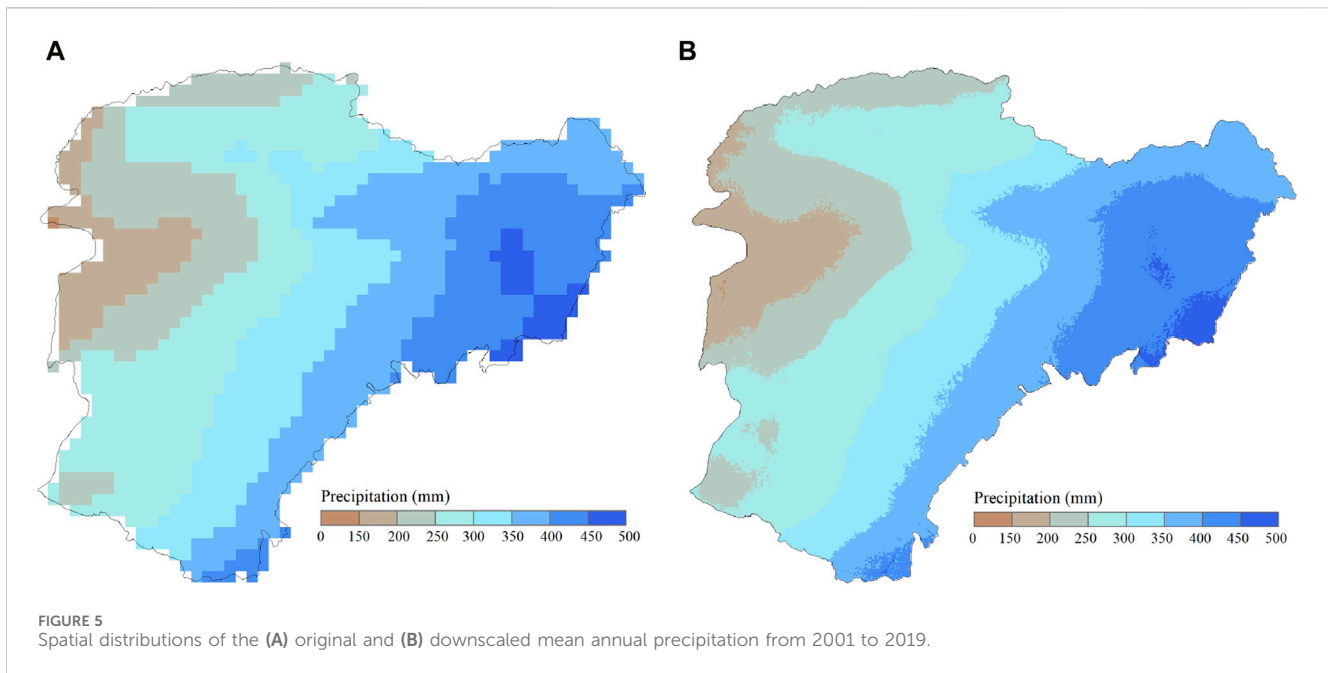 A
B
Precipitation (mm)
0 150 200 250 300 350 400 450 500
Precipitation (mm)
0 150 200 250 300 350 400 450 500
FIGURE 5
Spatial distributions of the (A) original and (B) downscaled mean annual precipitation from 2001 to 2019.